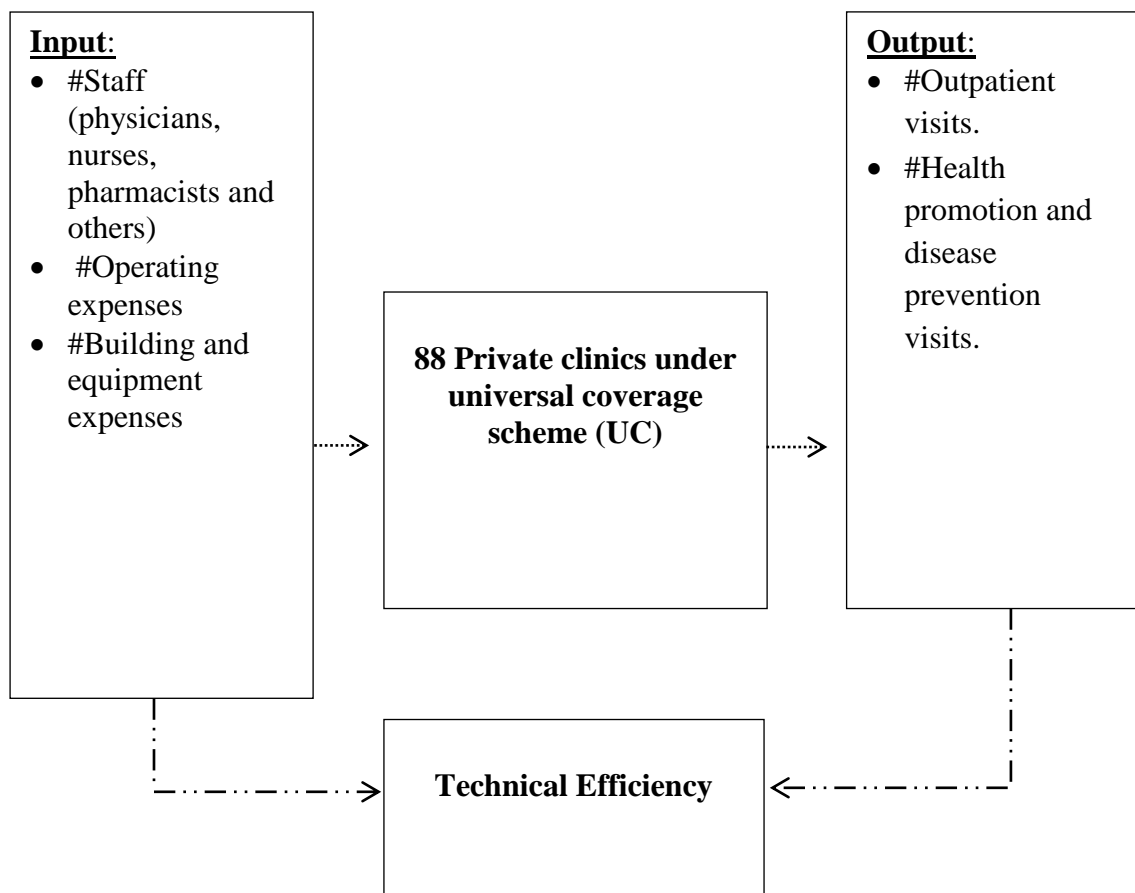 Input:
• #Staff
(physicians,
nurses,
pharmacists and
others)
• #Operating
expenses
• #Building and
equipment
expenses
88 Private clinics under
universal coverage
scheme (UC)
Output:
• #Outpatient
visits.
• #Health
promotion and
disease
prevention
visits.
Technical Efficiency